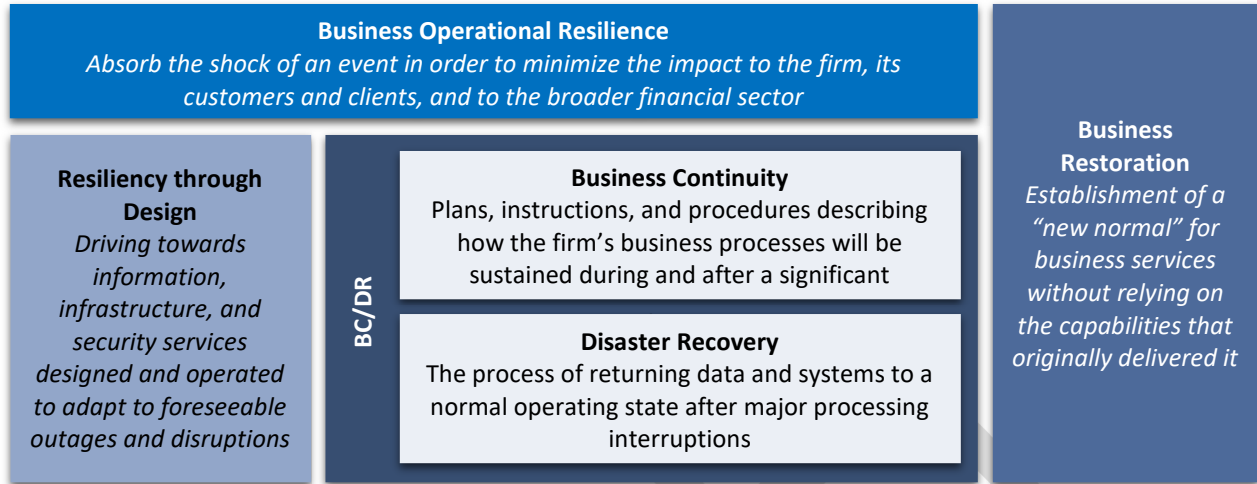 Business Operational Resilience
Absorb the shock of an event in order to minimize the impact to the firm, its
customers and clients, and to the broader financial sector
Resiliency through
Design
Driving towards
information,
infrastructure, and
security services
designed and operated
to adapt to foreseeable
outages and disruptions
BC/DR
Business Continuity
Plans, instructions, and procedures describing
how the firm's business processes will be
sustained during and after a significant
Disaster Recovery
The process of returning data and systems to a
normal operating state after major processing
interruptions
Business
Restoration
Establishment of a
“new normal” for
business services
without relying on
the capabilities that
originally delivered it